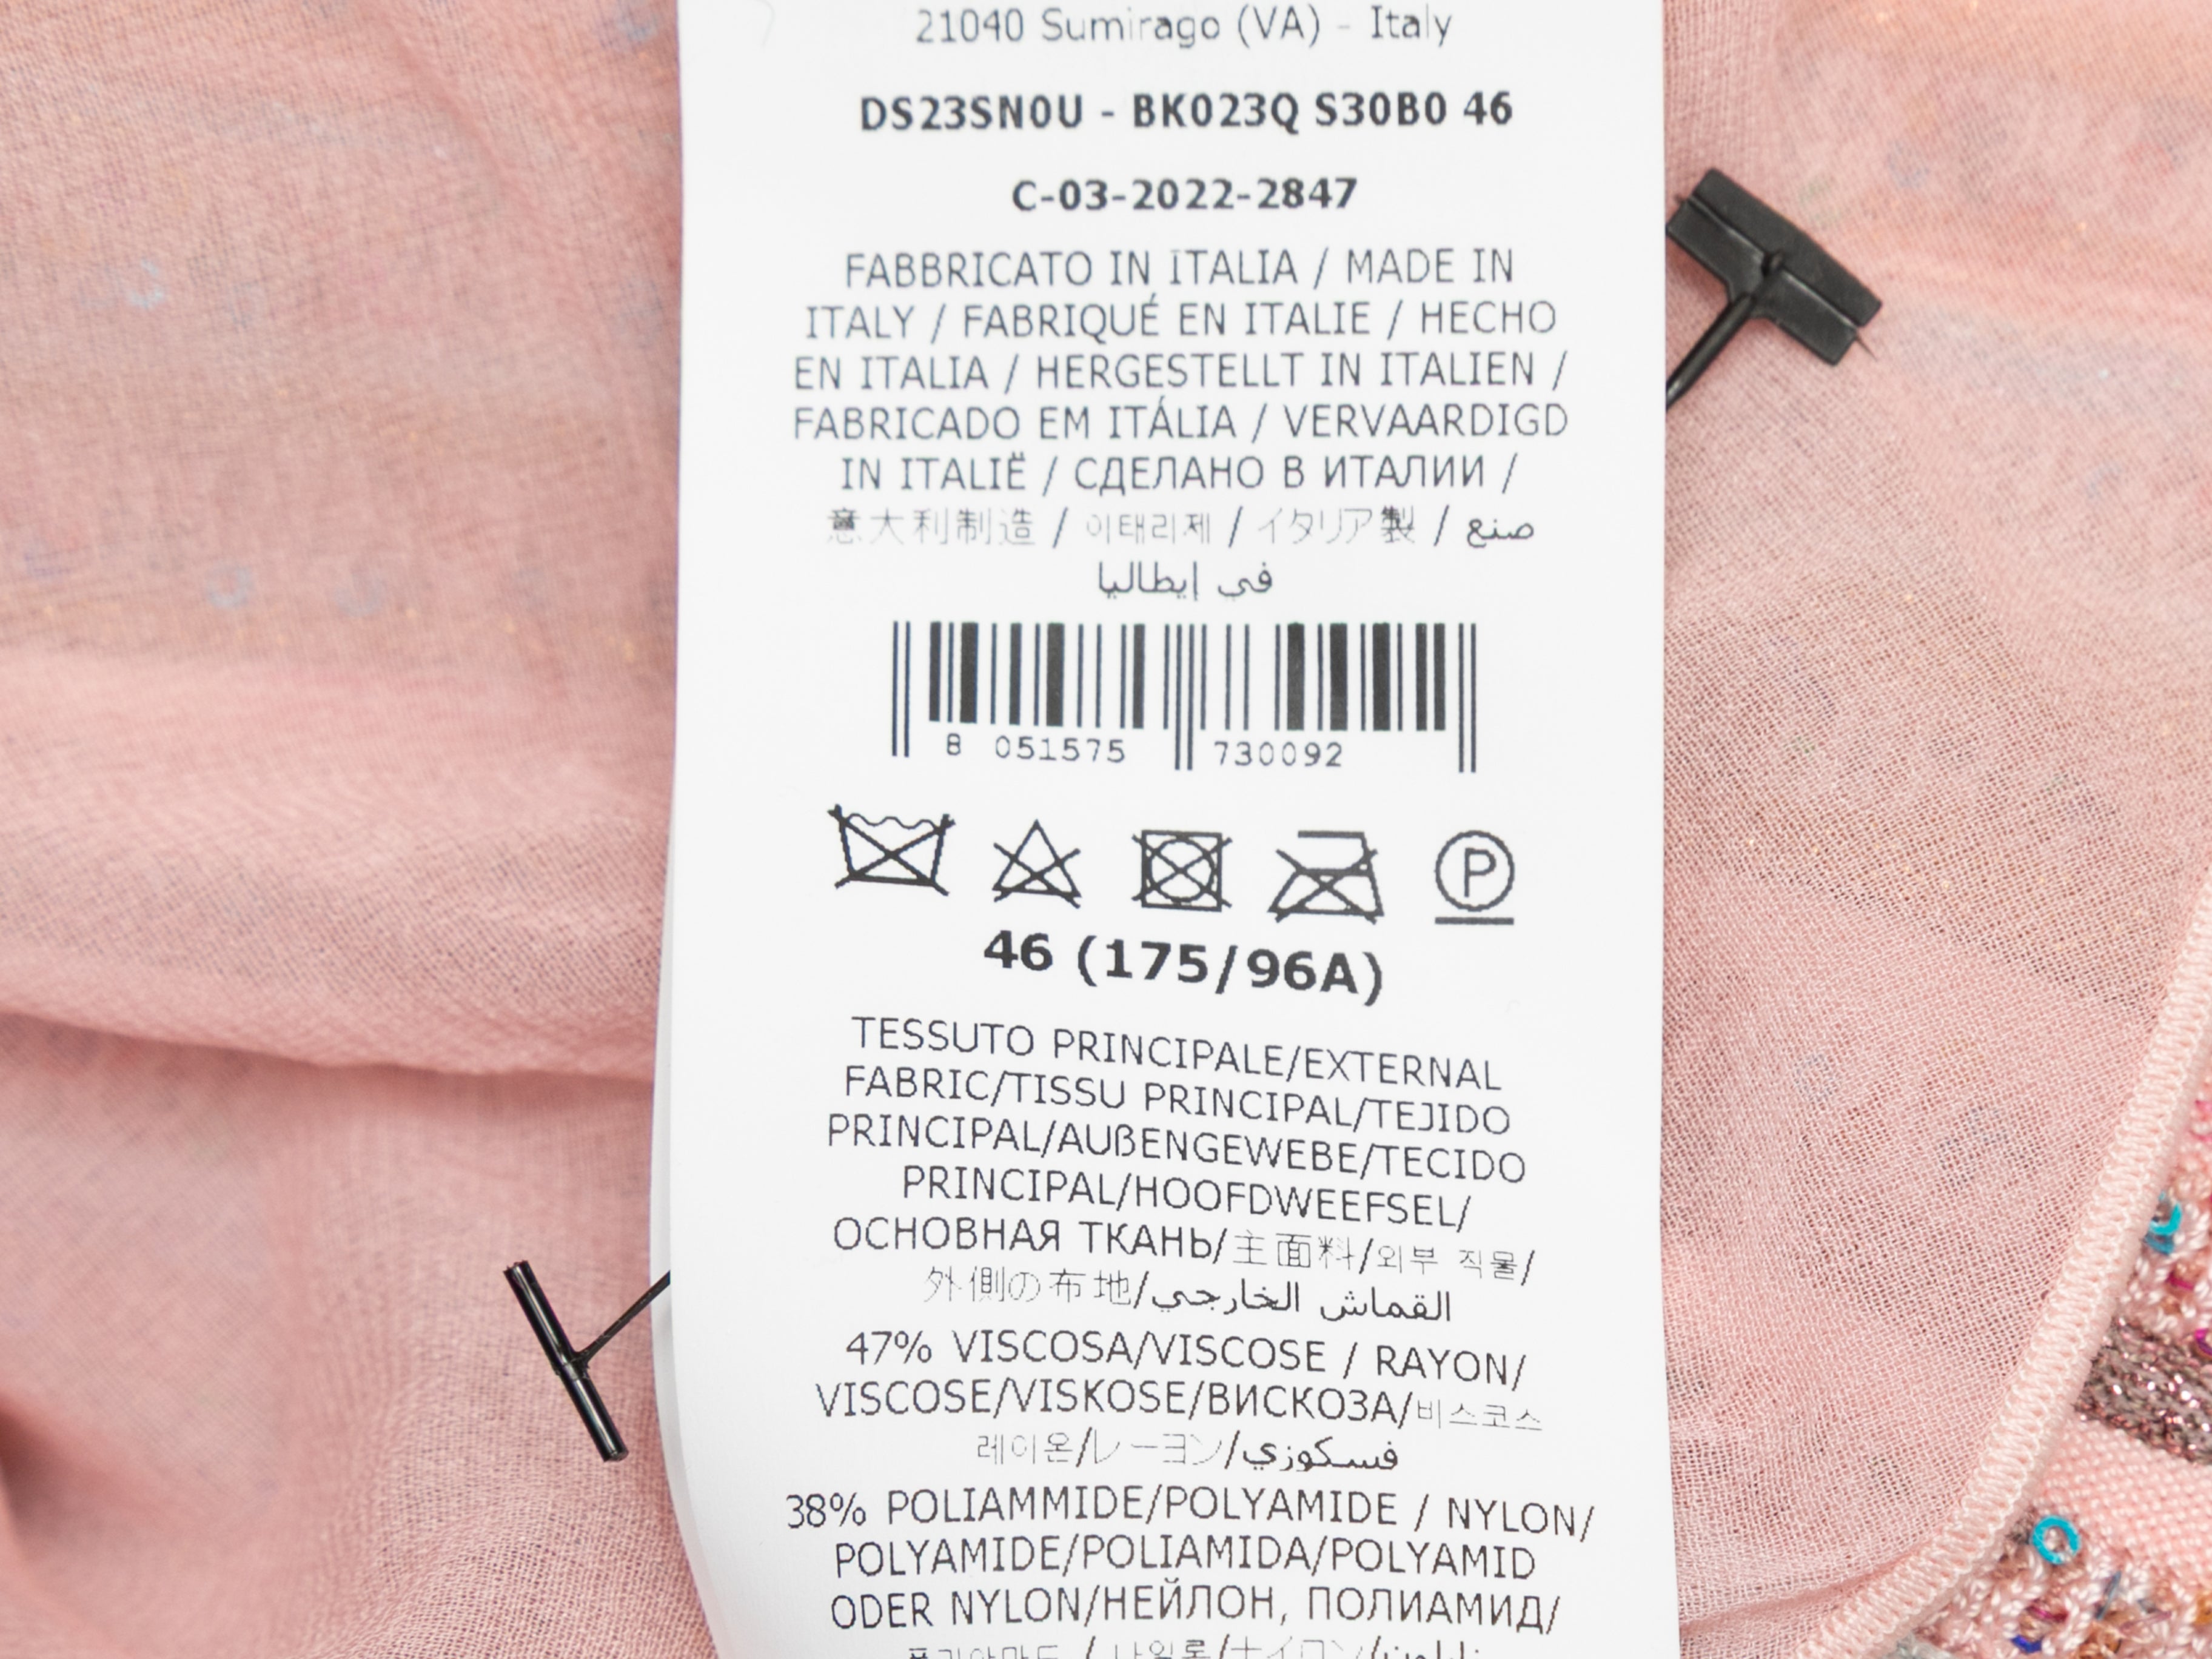 21040 Sumirago (VA) - Italy
DS23SN0U - BK023Q S30B0 46
C-03-2022-2847
FABBRICATO IN ITALIA / MADE IN
ITALY / FABRIQUÉ EN ITALIE / HECHO
EN ITALIA / HERGESTELLT IN ITALIEN /
FABRICADO EM ITÁLIA / VERVAARDIGD
IN ITALIË / СДЕЛАНО В ИТАЛИИ /
意大利制造 / 이태리제 / イタリア製 / صنع
في إيطاليا
8 051575 730092
P
46 (175/96A)
TESSUTO PRINCIPALE/EXTERNAL
FABRIC/TISSU PRINCIPAL/TEJIDO
PRINCIPAL/AUßENGEWEBE/TECIDO
PRINCIPAL/HOOFDWEEFSEL/
ОСНОВНАЯ ТКАНЬ/主面料/외부 직물/
外側の布地/القماش الخارجي
47% VISCOSA/VISCOSE / RAYON/
VISCOSE/VISKOSE/ВИСКОЗА/비스코스
레이온/レーヨン/فسكوزي
38% POLIAMMIDE/POLYAMIDE / NYLON/
POLYAMIDE/POLIAMIDA/POLYAMID
ODER NYLON/НЕЙЛОН, ПОЛИАМИД/